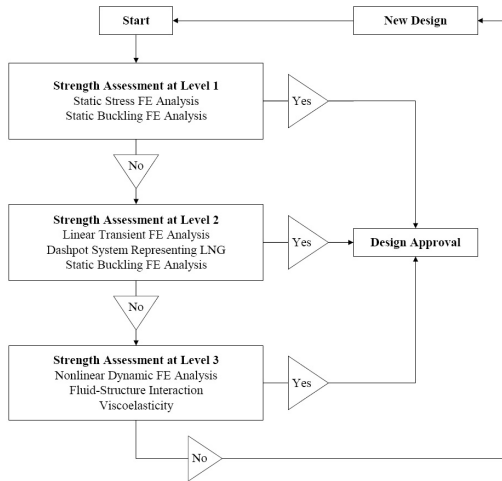 Start
New Design
Strength Assessment at Level 1
Static Stress FE Analysis
Static Buckling FE Analysis
Yes
No
Strength Assessment at Level 2
Linear Transient FE Analysis
Dashpot System Representing LNG
Static Buckling FE Analysis
Yes
Design Approval
No
Strength Assessment at Level 3
Nonlinear Dynamic FE Analysis
Fluid-Structure Interaction
Viscoelasticity
Yes
No